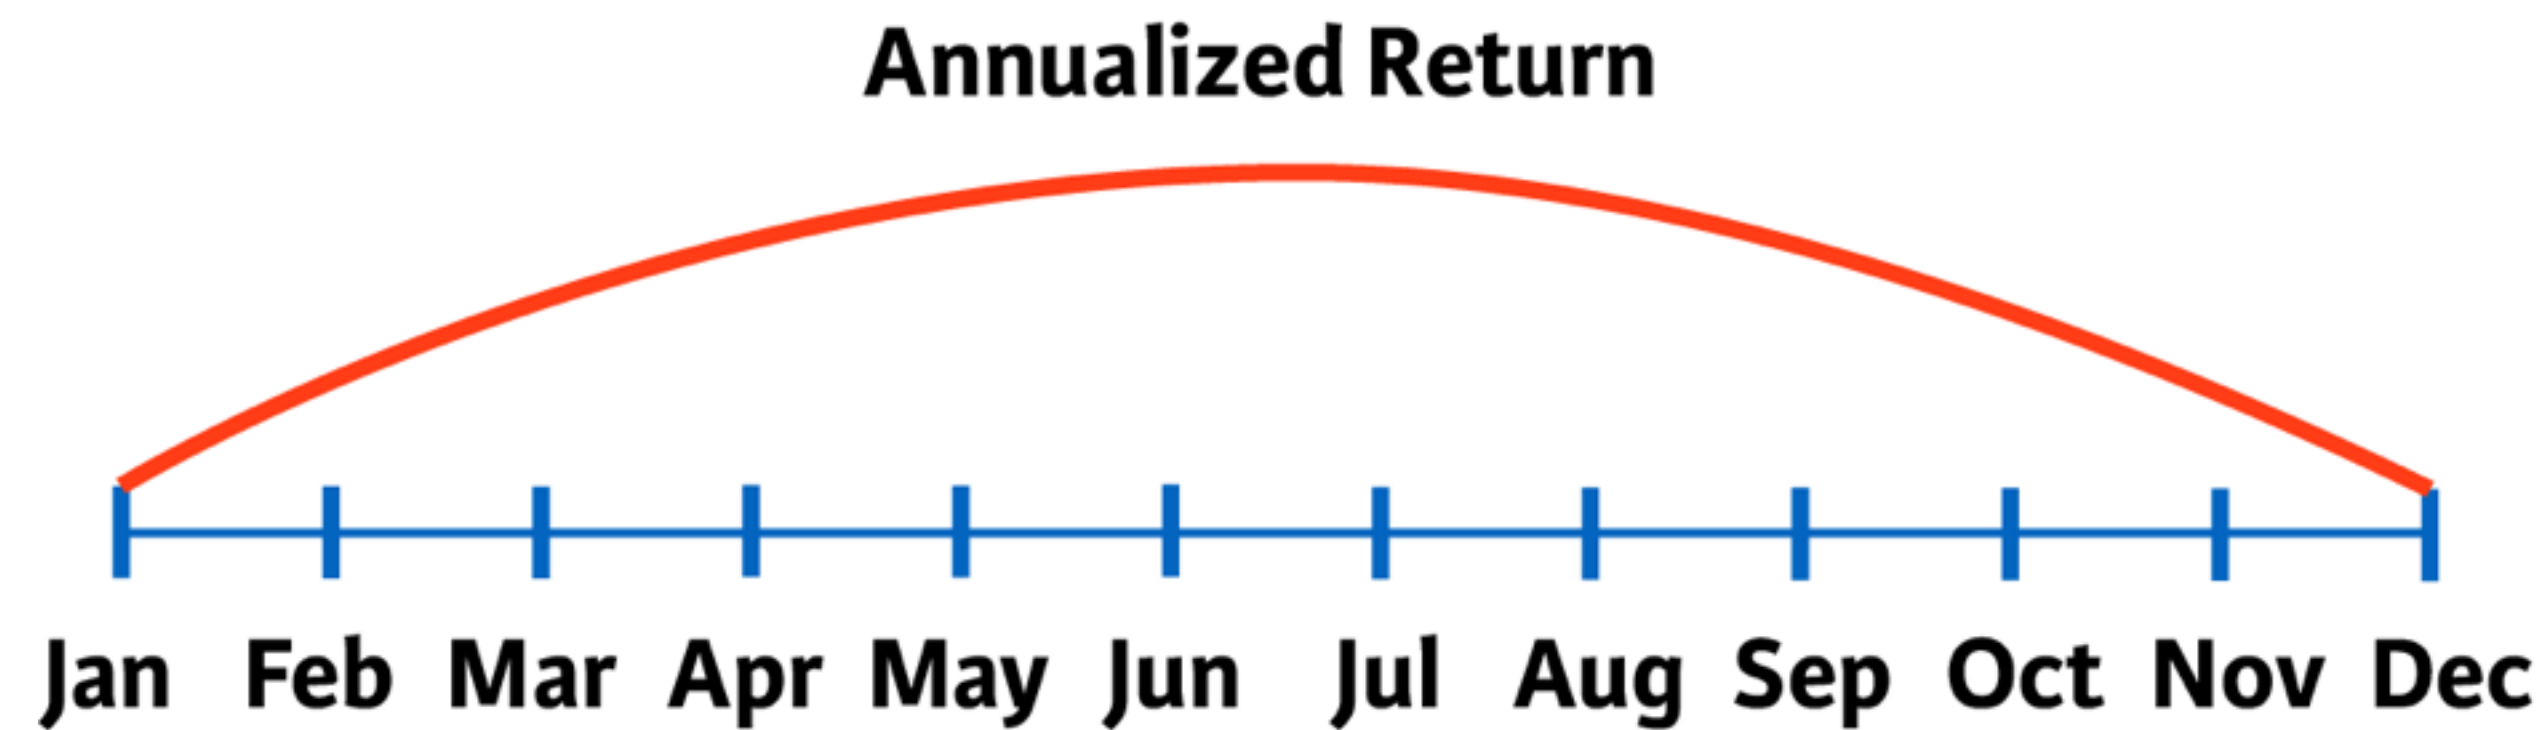 Annualized Return
Jan Feb Mar Apr May Jun Jul Aug Sep Oct Nov Dec